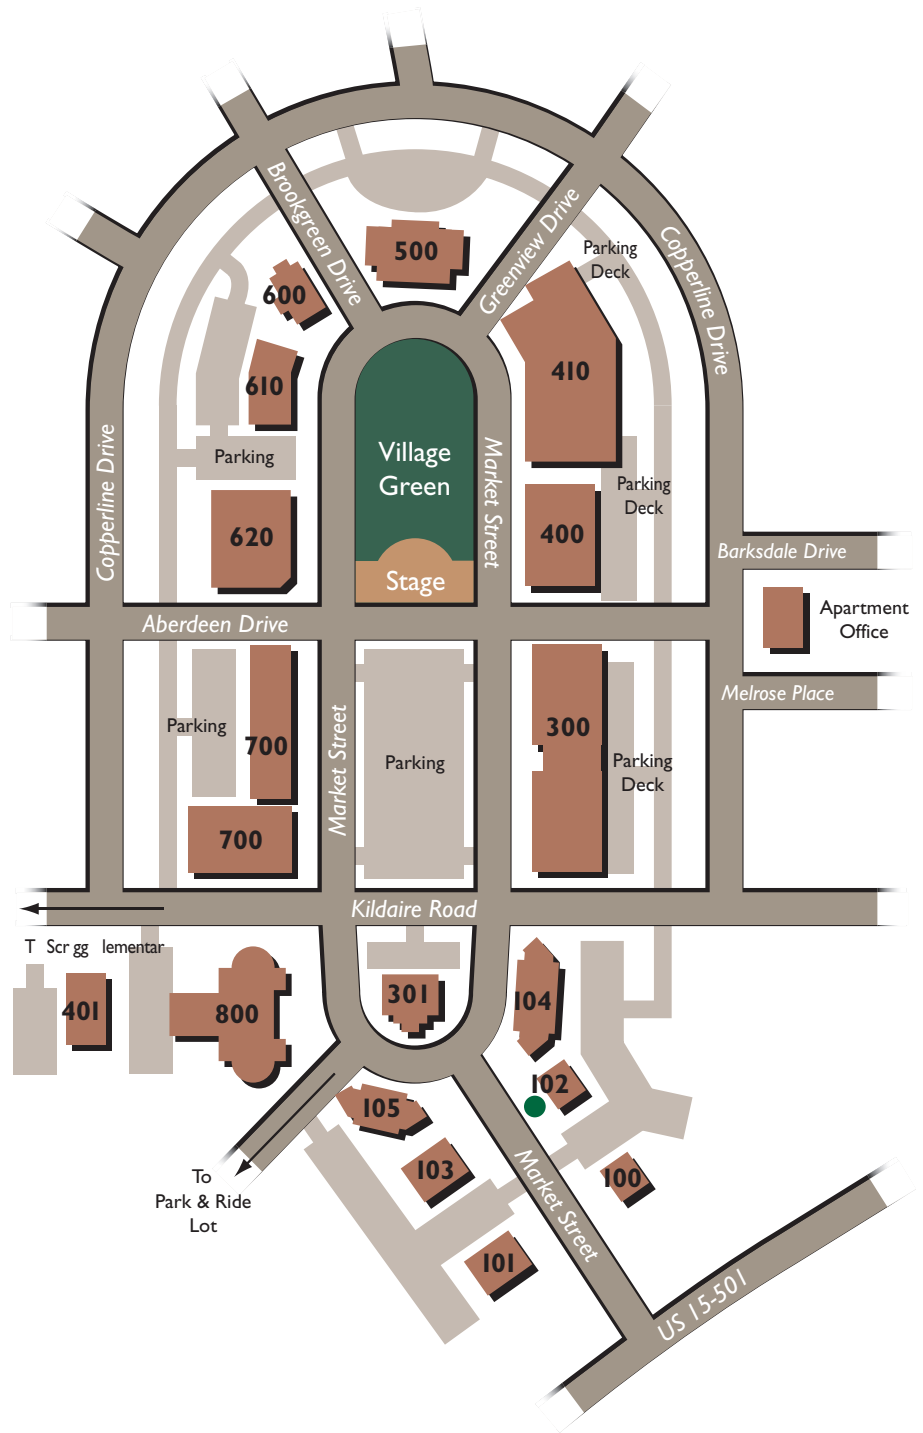 Brookgreen Drive
500
Greenview Drive
Parking
Deck
Copperline Drive
600
410
610
Copperline Drive
Parking
Village
Green
Market Street
Parking
Deck
620
400
Barksdale Drive
Stage
Aberdeen Drive
Apartment
Office
Melrose Place
Parking
700
Market Street
Parking
300
Parking
Deck
700
Kildaire Road
T Scr gg lementar
401
800
301
104
102
105
103
100
To
Park & Ride
Lot
Market Street
101
US 15-501